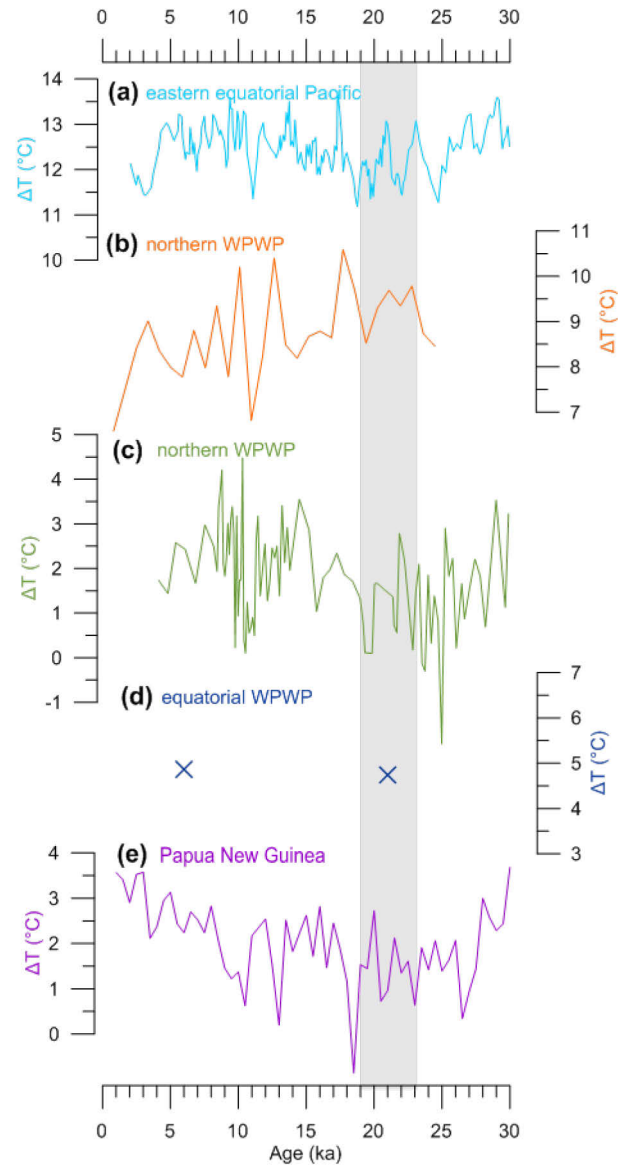 0 5 10 15 20 25 30
14
(a) eastern equatorial Pacific
13
12
11
10
ΔT (°C)
(b) northern WPWP
11
10
9
8
7
ΔT (°C)
5
(c) northern WPWP
4
3
2
1
0
-1
ΔT (°C)
(d) equatorial WPWP
7
6
5
4
3
ΔT (°C)
(e) Papua New Guinea
4
3
2
1
0
ΔT (°C)
0 5 10 15 20 25 30
Age (ka)